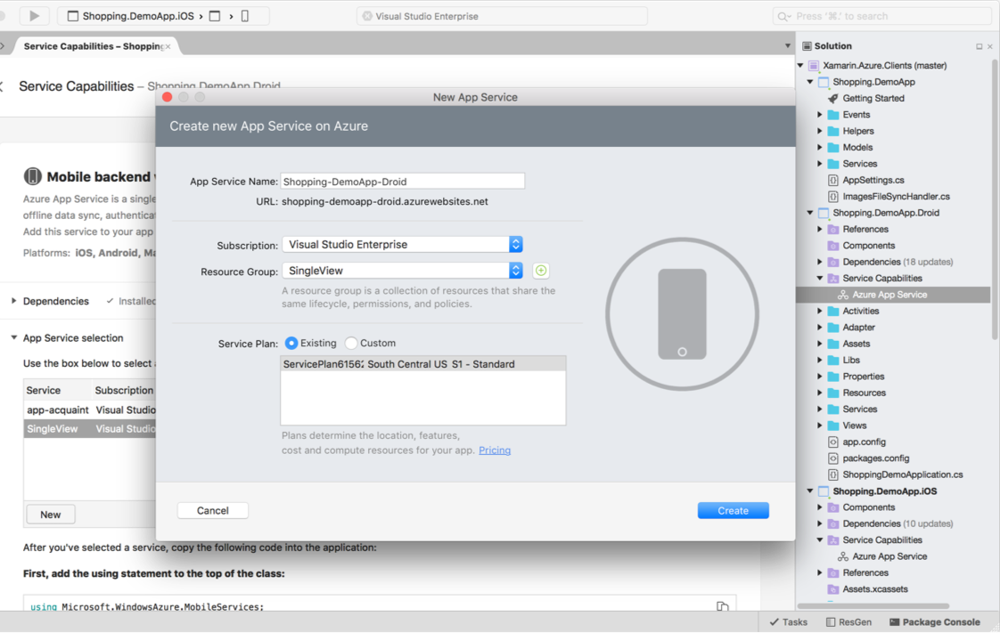 Shopping.DemoApp.iOS › ›
Visual Studio Enterprise
Press '⌘.' to search
Service Capabilities – Shopping
Service Capabilities – Shopping.DemoApp.Droid
Mobile backend
Azure App Service is a single
offline data sync, authentica
Add this service to your app
Platforms: iOS, Android, Ma
Dependencies ✓ Installed
App Service selection
Use the box below to select
Service Subscription
app-acquaint Visual Studio
SingleView Visual Studio
New
After you've selected a service, copy the following code into the application:
First, add the using statement to the top of the class:
using Microsoft.WindowsAzure.MobileServices;
New App Service
Create new App Service on Azure
App Service Name: Shopping-DemoApp-Droid
URL: shopping-demoapp-droid.azurewebsites.net
Subscription: Visual Studio Enterprise
Resource Group: SingleView
A resource group is a collection of resources that share the
same lifecycle, permissions, and policies.
Service Plan: Existing Custom
ServicePlan6156 South Central US S1 - Standard
Plans determine the location, features,
cost and compute resources for your app. Pricing
Cancel
Create
Solution
Xamarin.Azure.Clients (master)
Shopping.DemoApp
Getting Started
Events
Helpers
Models
Services
AppSettings.cs
ImagesFileSyncHandler.cs
Shopping.DemoApp.Droid
References
Components
Dependencies (18 updates)
Service Capabilities
Azure App Service
Activities
Adapter
Assets
Libs
Properties
Resources
Services
Views
app.config
packages.config
ShoppingDemoApplication.cs
Shopping.DemoApp.iOS
Components
Dependencies (10 updates)
Service Capabilities
Azure App Service
References
Assets.xcassets
Tasks
ResGen
Package Console